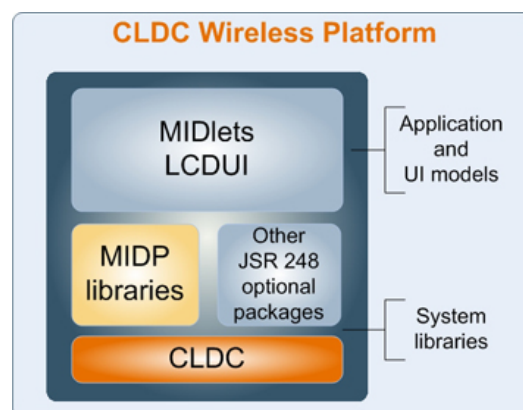 CLDC Wireless Platform
MIDlets
LCDUI
Application
and
UI models
MIDP
libraries
Other
JSR 248
optional
packages
System
libraries
CLDC